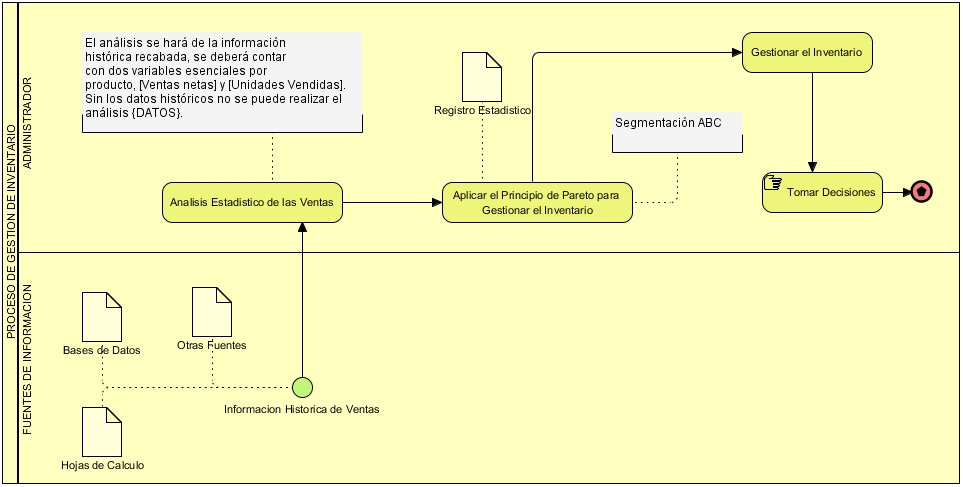 PROCESO DE GESTION DE INVENTARIO
ADMINISTRADOR
El análisis se hará de la información
histórica recabada, se deberá contar
con dos variables esenciales por
producto, [Ventas netas] y [Unidades Vendidas].
Sin los datos históricos no se puede realizar el
análisis {DATOS}.
Registro Estadistico
Segmentación ABC
Gestionar el Inventario
Analisis Estadistico de las Ventas
Aplicar el Principio de Pareto para
Gestionar el Inventario
Tomar Decisiones
FUENTES DE INFORMACION
Bases de Datos
Otras Fuentes
Informacion Historica de Ventas
Hojas de Calculo